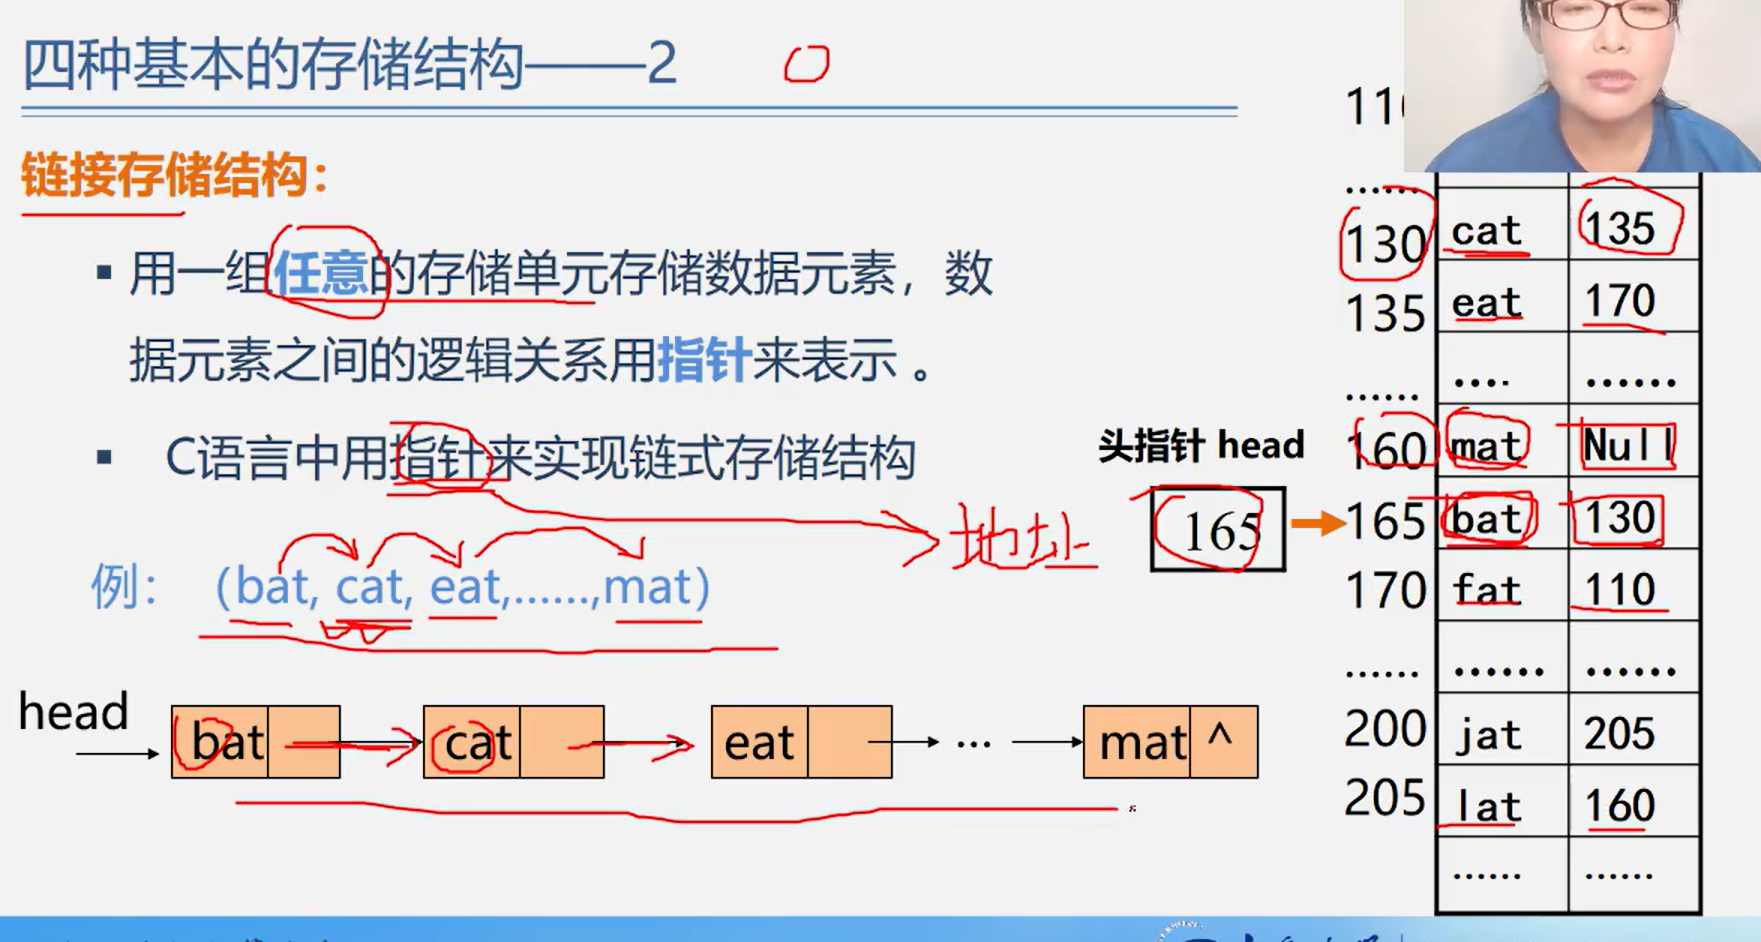 四种基本的存储结构——2
链接存储结构：
▪ 用一组任意的存储单元存储数据元素，数
据元素之间的逻辑关系用指针来表示 。
▪ C语言中用指针来实现链式存储结构
地址
例： （bat, cat, eat,……,mat）
head
bat
cat
eat
…
mat ^
头指针 head
165
……
130 cat 135
135 eat 170
…… …. ……
160 mat Null
165 bat 130
170 fat 110
…… …… ……
200 jat 205
205 lat 160
…… ……